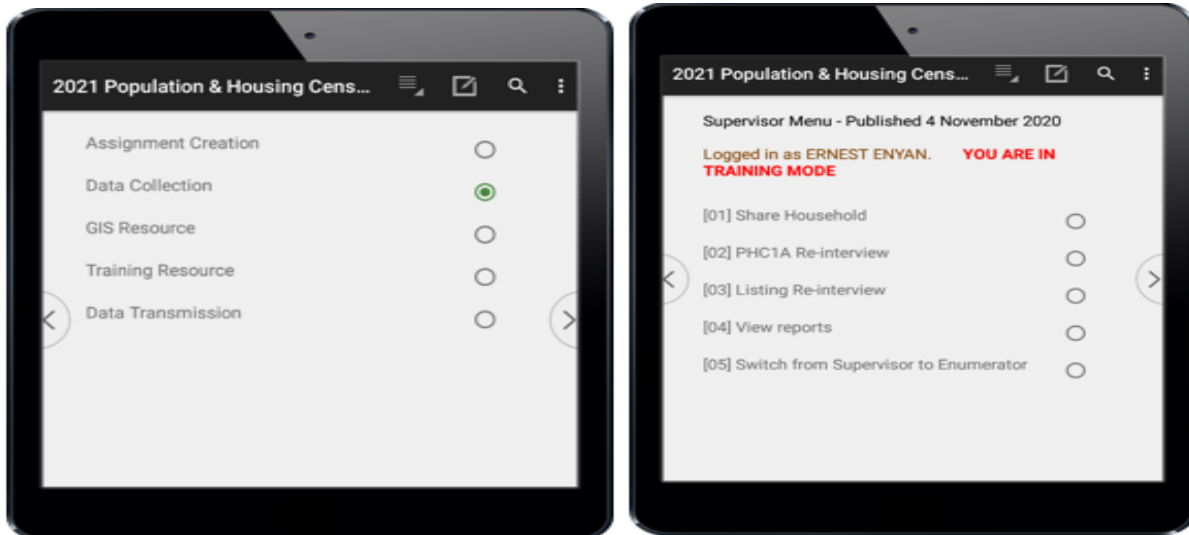 2021 Population & Housing Cens...
Assignment Creation
Data Collection
GIS Resource
Training Resource
Data Transmission
2021 Population & Housing Cens...
Supervisor Menu - Published 4 November 2020
Logged in as ERNEST ENYAN. YOU ARE IN
TRAINING MODE
[01] Share Household
[02] PHC1A Re-interview
[03] Listing Re-interview
[04] View reports
[05] Switch from Supervisor to Enumerator